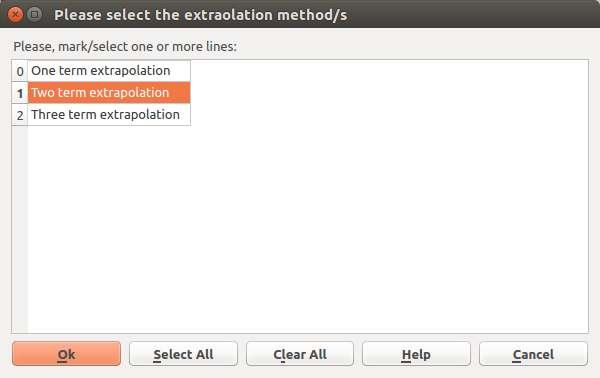 Please select the extraolation method/s
Please, mark/select one or more lines:
0 One term extrapolation
1 Two term extrapolation
2 Three term extrapolation
Ok Select All Clear All Help Cancel